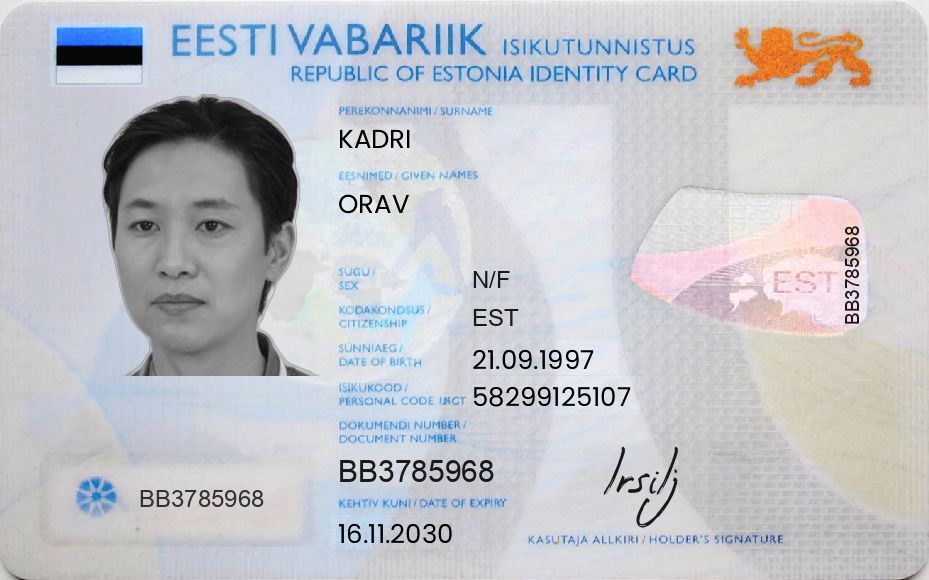 EESTI VABARIIK ISIKUTUNNISTUS
REPUBLIC OF ESTONIA IDENTITY CARD
PEREKONNANIMI / SURNAME
KADRI
EESNIMED / GIVEN NAMES
ORAV
SUGU /
SEX
N/F
KODAKONDSUS /
CITIZENSHIP
EST
SÜNNIAEG /
DATE OF BIRTH
21.09.1997
ISIKUKOOD /
PERSONAL CODE
58299125107
DOKUMENDI NUMBER /
DOCUMENT NUMBER
BB3785968
KEHTIV KUNI / DATE OF EXPIRY
16.11.2030
BB3785968
EST
BB3785968
KASUTAJA ALLKIRI / HOLDER'S SIGNATURE